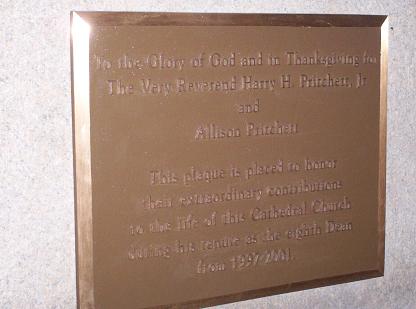 To the Glory of God and in Thanksgiving for
The Very Reverend Harry H. Pritchett, Jr
and
Allison Pritchett
This plaque is placed to honor
their extraordinary contributions
to the life of this Cathedral Church
during his tenure as the eighth Dean
from 1997-2001.